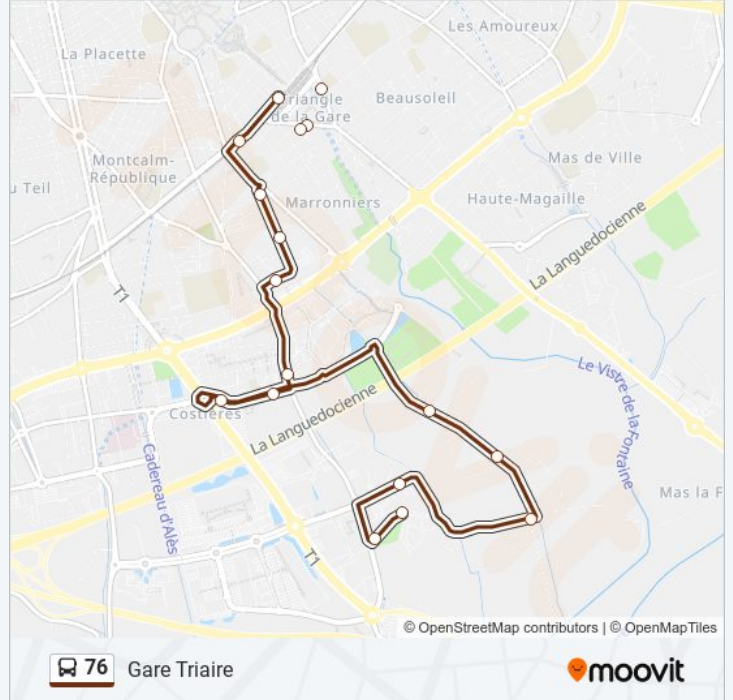 Les Amoureux
La Placette
Triangle
de la Gare
Beausoleil
Montcalm-
République
Mas de Ville
u Teil
Marronniers
Haute-Magaille
La Languedocienne
T1
Le Vistre de la Fontaine
Costières
La Languedocienne
Cadereau d'Alès
Mas la F
T1
© OpenStreetMap contributors | © OpenMapTiles
76 Gare Triaire
moovit